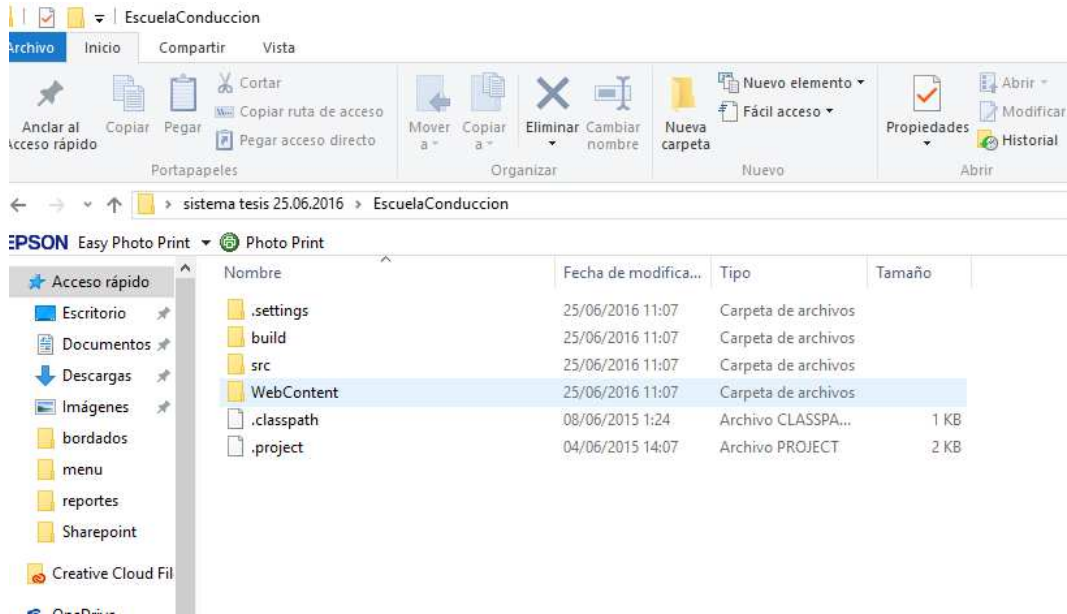 EscuelaConduccion
Archivo Inicio Compartir Vista
Anclar al Acceso rápido
Copiar
Pegar
Cortar
Copiar ruta de acceso
Pegar acceso directo
Portapapeles
Mover a
Copiar a
Eliminar
Cambiar nombre
Organizar
Nueva carpeta
Nuevo elemento
Fácil acceso
Nuevo
Propiedades
Abrir
Modificar
Historial
Abrir
sistema tesis 25.06.2016 > EscuelaConduccion
EPSON Easy Photo Print Photo Print
Acceso rápido
Escritorio
Documentos
Descargas
Imágenes
bordados
menu
reportes
Sharepoint
Creative Cloud Fil
OneDrive
Nombre Fecha de modifica... Tipo Tamaño
.settings 25/06/2016 11:07 Carpeta de archivos
build 25/06/2016 11:07 Carpeta de archivos
src 25/06/2016 11:07 Carpeta de archivos
WebContent 25/06/2016 11:07 Carpeta de archivos
.classpath 08/06/2015 1:24 Archivo CLASSPA... 1 KB
.project 04/06/2015 14:07 Archivo PROJECT 2 KB